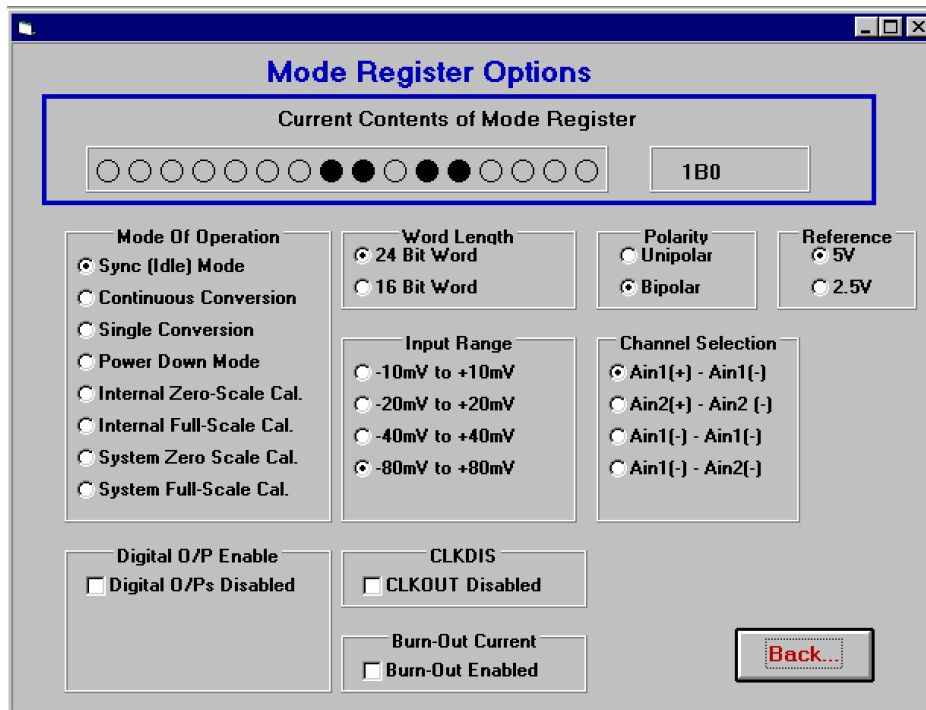 Mode Register Options
Current Contents of Mode Register
1B0
Mode Of Operation
Sync (Idle) Mode
Continuous Conversion
Single Conversion
Power Down Mode
Internal Zero-Scale Cal.
Internal Full-Scale Cal.
System Zero Scale Cal.
System Full-Scale Cal.
Word Length
24 Bit Word
16 Bit Word
Polarity
Unipolar
Bipolar
Reference
5V
2.5V
Input Range
-10mV to +10mV
-20mV to +20mV
-40mV to +40mV
-80mV to +80mV
Channel Selection
Ain1(+) - Ain1(-)
Ain2(+) - Ain2 (-)
Ain1(-) - Ain1(-)
Ain1(-) - Ain2(-)
Digital O/P Enable
Digital O/Ps Disabled
CLKDIS
CLKOUT Disabled
Burn-Out Current
Burn-Out Enabled
Back...